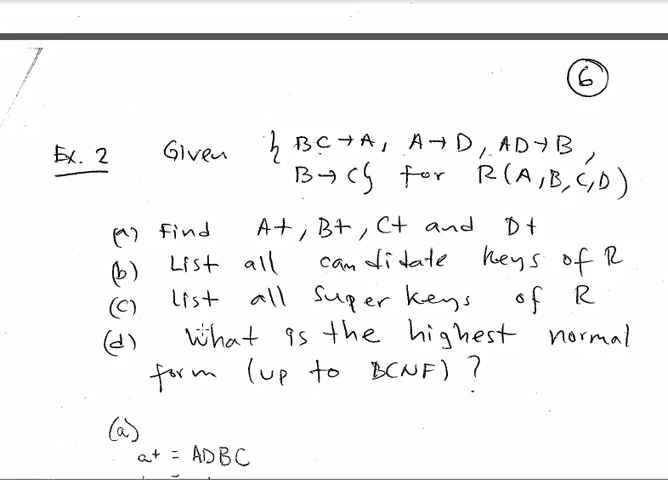 6
Ex. 2 Given { BC→A, A→D, AD→B,
B→C} for R(A,B,C,D)
(a) Find A+, B+, C+ and D+
(b) List all candidate keys of R
(c) List all super keys of R
(d) What is the highest normal
form (up to BCNF)?
(a)
a+ = ADBC